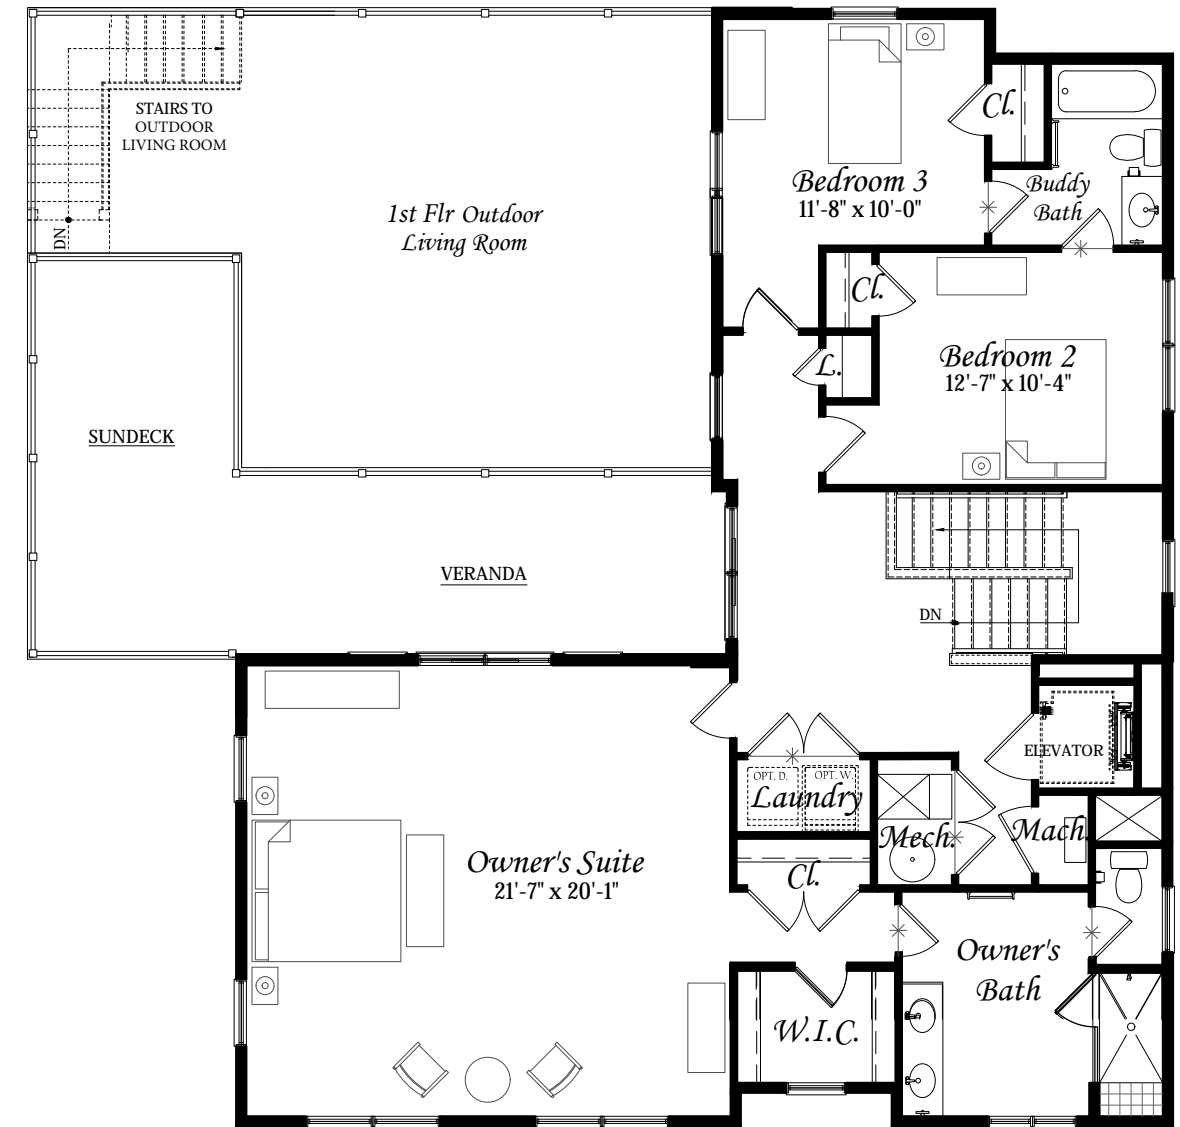 STAIRS TO
OUTDOOR
LIVING ROOM
DN
1st Flr Outdoor
Living Room
Bedroom 3
11'-8" x 10'-0"
Cl.
Buddy
Bath
Cl.
L.
Bedroom 2
12'-7" x 10'-4"
SUNDECK
VERANDA
DN
ELEVATOR
OPT. D.
OPT. W.
Laundry
Mech.
Mach.
Owner's Suite
21'-7" x 20'-1"
Cl.
Owner's
Bath
W.I.C.